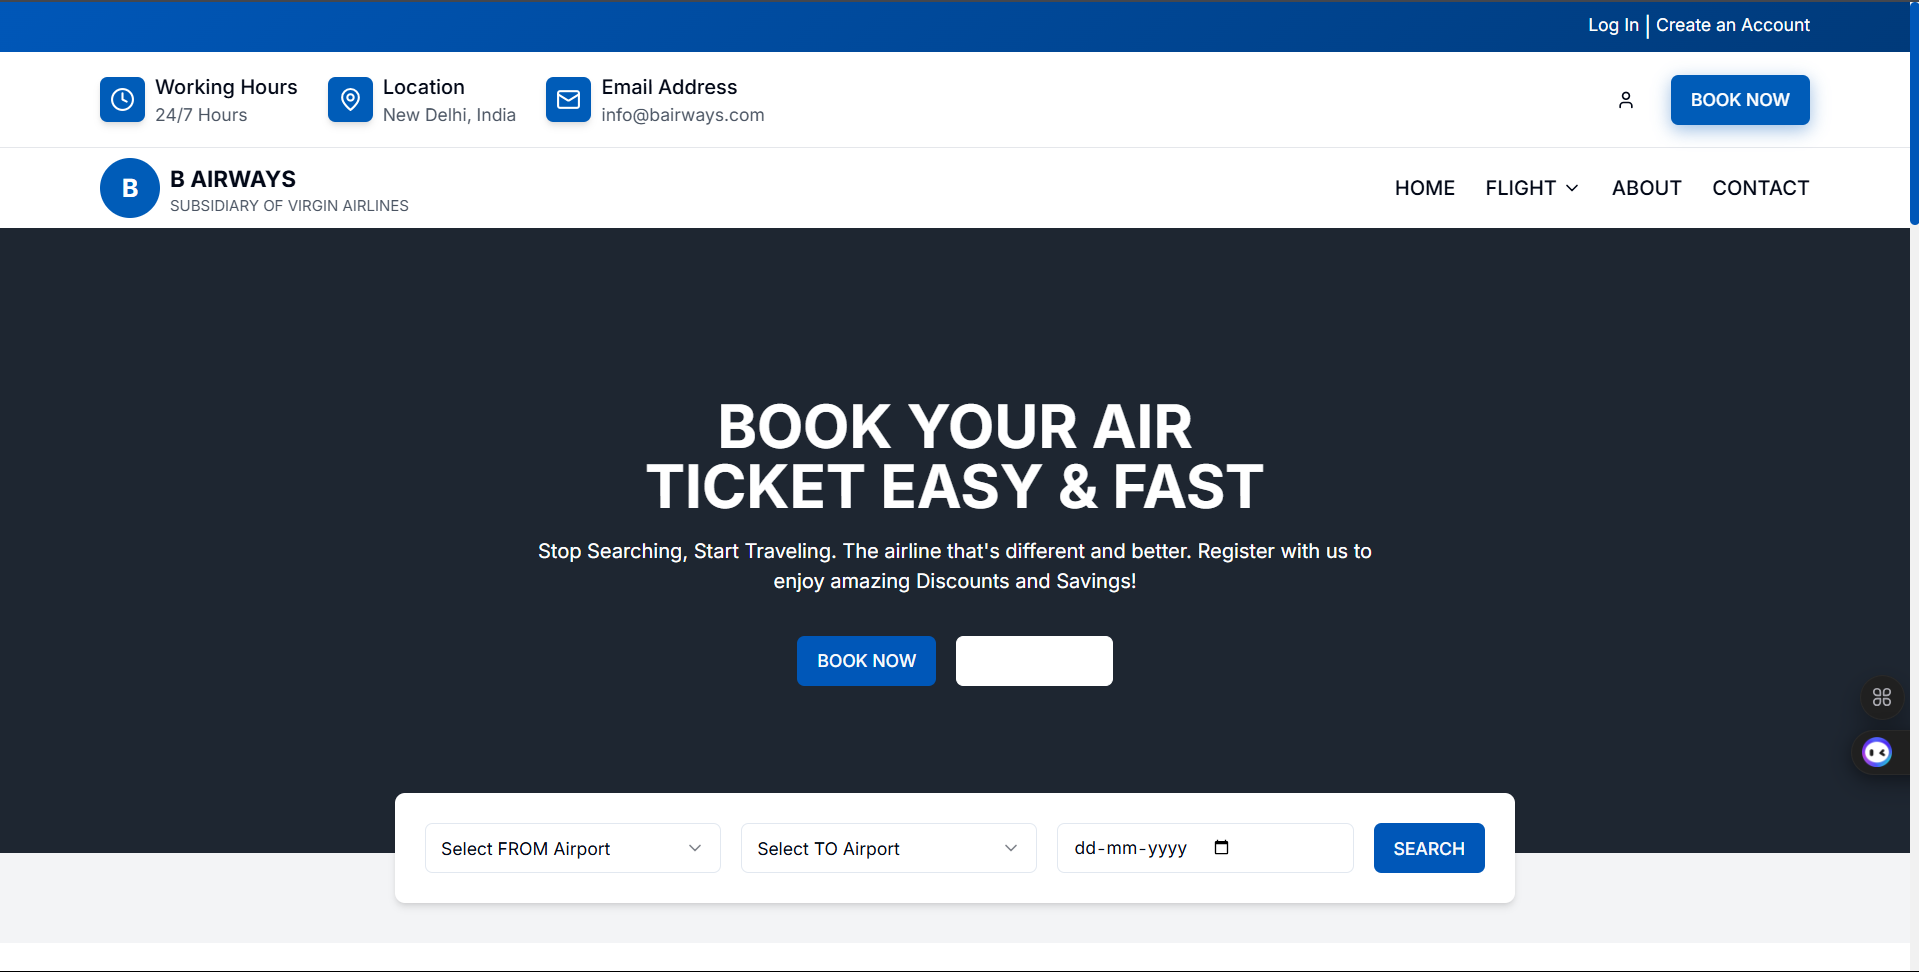 Log In | Create an Account
Working Hours
24/7 Hours
Location
New Delhi, India
Email Address
info@bairways.com
BOOK NOW
B
B AIRWAYS
SUBSIDIARY OF VIRGIN AIRLINES
HOME
FLIGHT
ABOUT
CONTACT
BOOK YOUR AIR
TICKET EASY & FAST
Stop Searching, Start Traveling. The airline that's different and better. Register with us to
enjoy amazing Discounts and Savings!
BOOK NOW
Select FROM Airport
Select TO Airport
dd-mm-yyyy
SEARCH